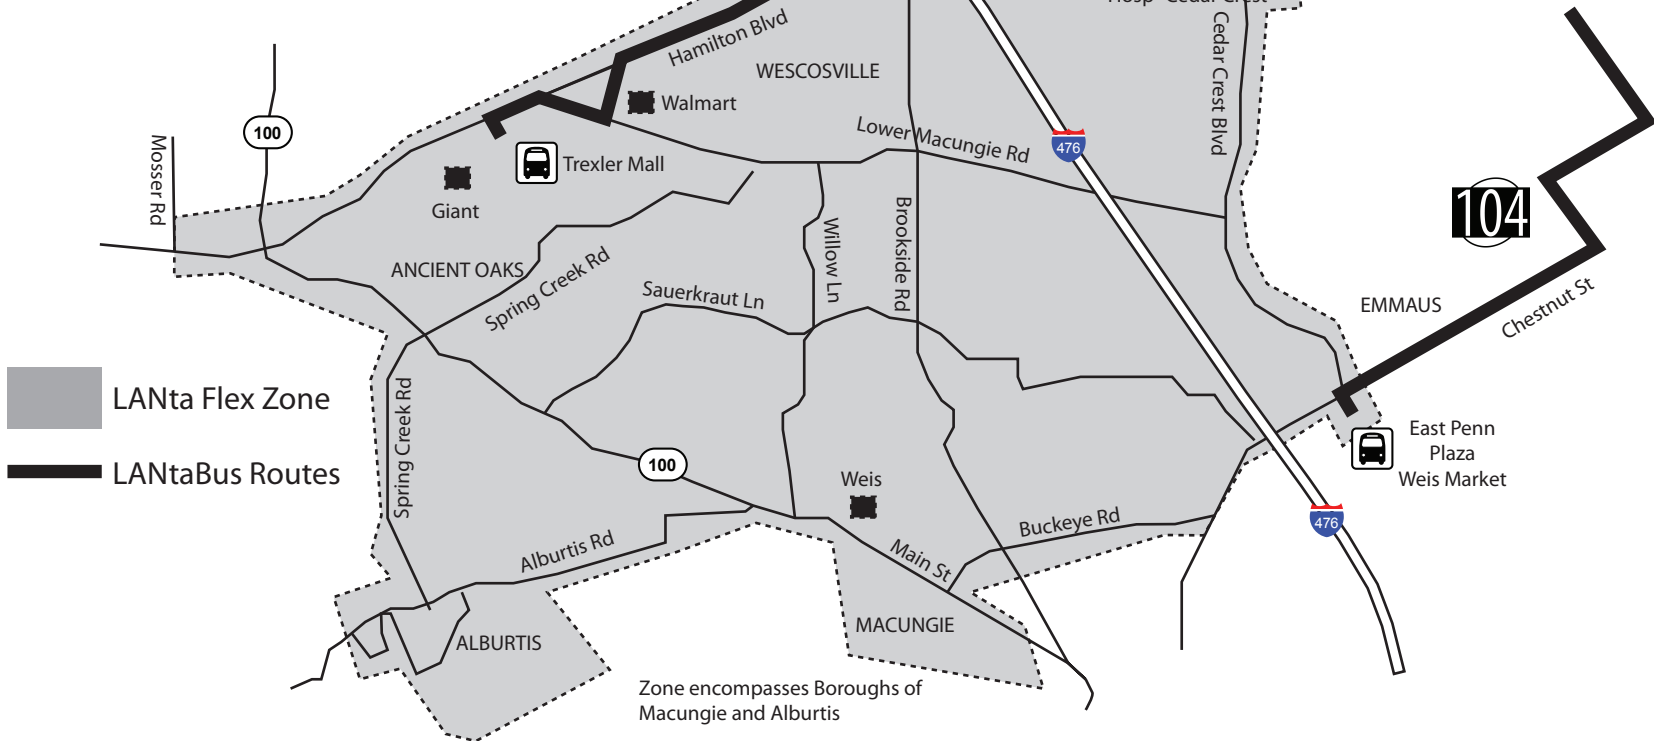 Hosp- Cedar Crest
Hamilton Blvd
WESCOSVILLE
Cedar Crest Blvd
Walmart
100
Mosser Rd
Lower Macungie Rd
476
Trexler Mall
Giant
104
Brookside Rd
Willow Ln
ANCIENT OAKS
Spring Creek Rd
Sauerkraut Ln
EMMAUS
Chestnut St
LANta Flex Zone
Spring Creek Rd
East Penn
Plaza
Weis Market
LANtaBus Routes
100
Weis
476
Buckeye Rd
Alburtis Rd
Main St
ALBURTIS
MACUNGIE
Zone encompasses Boroughs of
Macungie and Alburtis